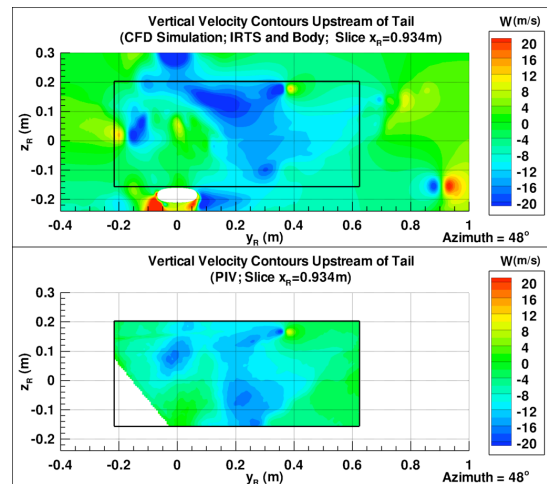 Vertical Velocity Contours Upstream of Tail
(CFD Simulation; IRTS and Body; Slice x_R=0.934m)
W(m/s)
0.3
0.2
0.1
0
-0.1
-0.2
z_R (m)
-0.4 -0.2 0 0.2 0.4 0.6 0.8 1
y_R (m)
20
16
12
8
4
0
-4
-8
-12
-16
-20
Azimuth = 48°
Vertical Velocity Contours Upstream of Tail
(PIV; Slice x_R=0.934m)
W(m/s)
0.3
0.2
0.1
0
-0.1
-0.2
z_R (m)
-0.4 -0.2 0 0.2 0.4 0.6 0.8 1
y_R (m)
20
16
12
8
4
0
-4
-8
-12
-16
-20
Azimuth = 48°